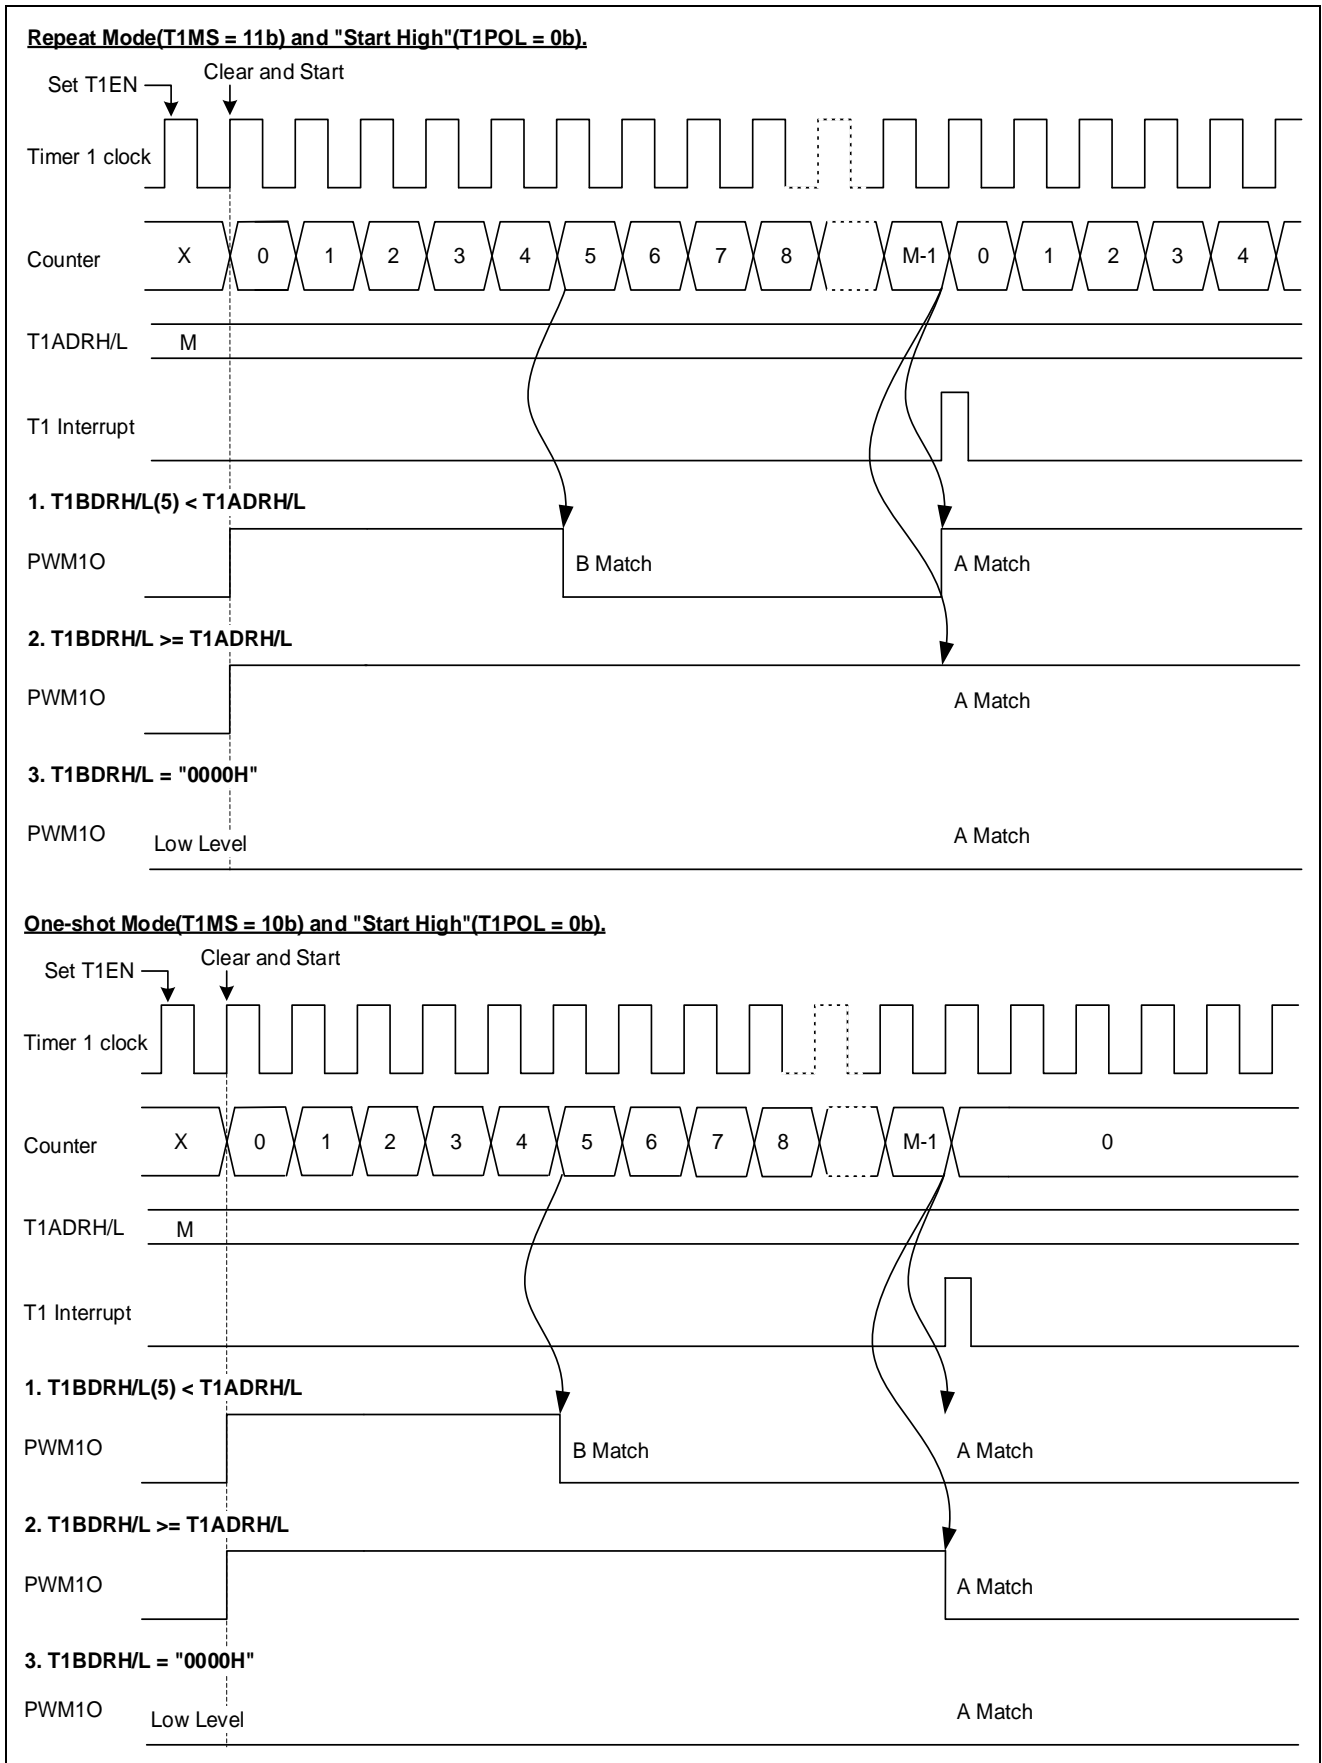 Repeat Mode(T1MS = 11b) and "Start High"(T1POL = 0b).
Set T1EN
Clear and Start
Timer 1 clock
Counter X 0 1 2 3 4 5 6 7 8 M-1 0 1 2 3 4
T1ADRH/L M
T1 Interrupt
1. T1BDRH/L(5) < T1ADRH/L
PWM1O B Match A Match
2. T1BDRH/L >= T1ADRH/L
PWM1O A Match
3. T1BDRH/L = "0000H"
PWM1O Low Level A Match
One-shot Mode(T1MS = 10b) and "Start High"(T1POL = 0b).
Set T1EN
Clear and Start
Timer 1 clock
Counter X 0 1 2 3 4 5 6 7 8 M-1 0
T1ADRH/L M
T1 Interrupt
1. T1BDRH/L(5) < T1ADRH/L
PWM1O B Match A Match
2. T1BDRH/L >= T1ADRH/L
PWM1O A Match
3. T1BDRH/L = "0000H"
PWM1O Low Level A Match